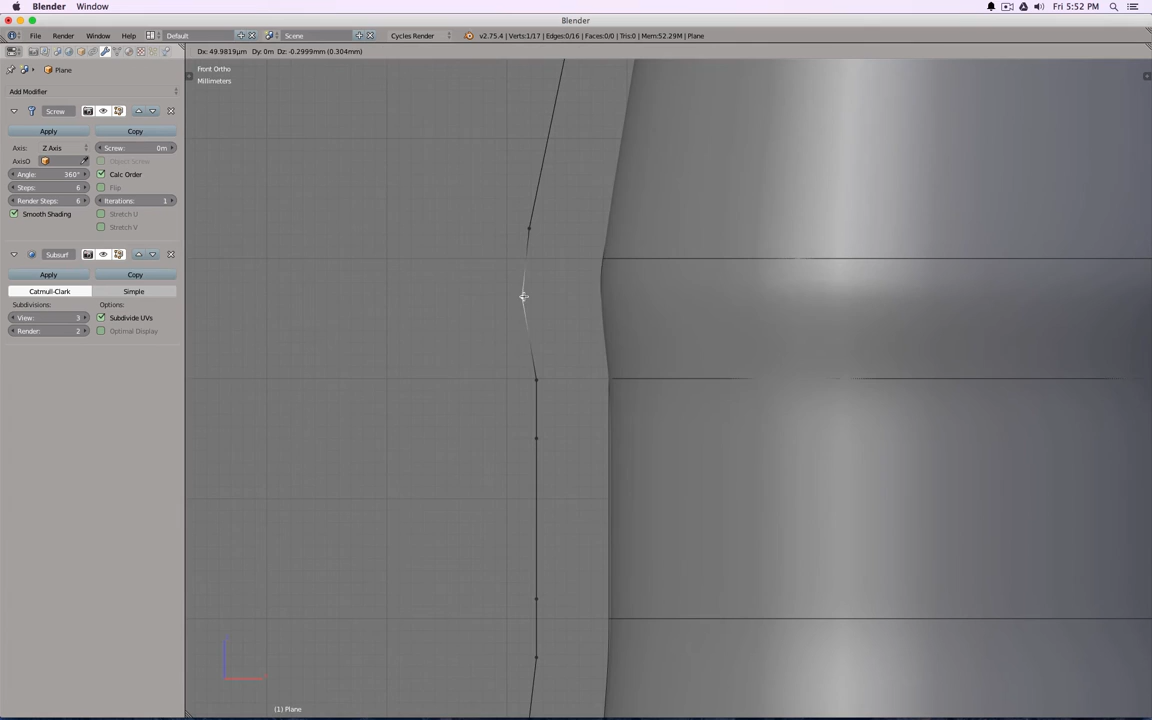 Blender Window Fri 5:52 PM
Blender
File Render Window Help Default Scene Cycles Render v2.75.4 | Verts:1/17 | Edges:0/16 | Faces:0/0 | Tris:0 | Mem:52.29M | Plane
Dx: 49.9819µm Dy: 0m Dz: -0.2999mm (0.304mm)
Plane
Front Ortho
Millimeters
Add Modifier
Screw
Apply Copy
Axis: Z Axis Screw: 0m
AxisO Object Screw
Angle: 360° Calc Order
Steps: 6 Flip
Render Steps: 6 Iterations: 1
Smooth Shading Stretch U
Stretch V
Subsurf
Apply Copy
Catmull-Clark Simple
Subdivisions: Options:
View: 3 Subdivide UVs
Render: 2 Optimal Display
(1) Plane